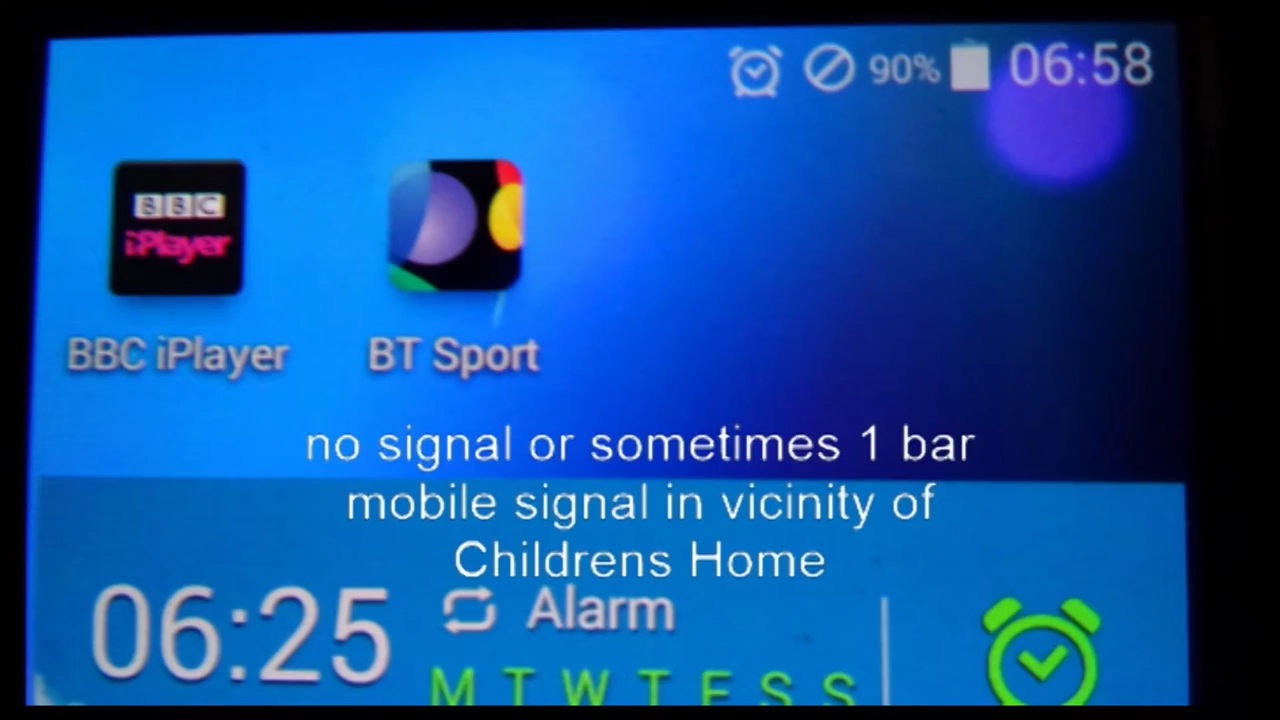 90% 06:58
BBC
iPlayer
BBC iPlayer
BT Sport
no signal or sometimes 1 bar
mobile signal in vicinity of
Childrens Home
06:25 Alarm
M T W T F S S